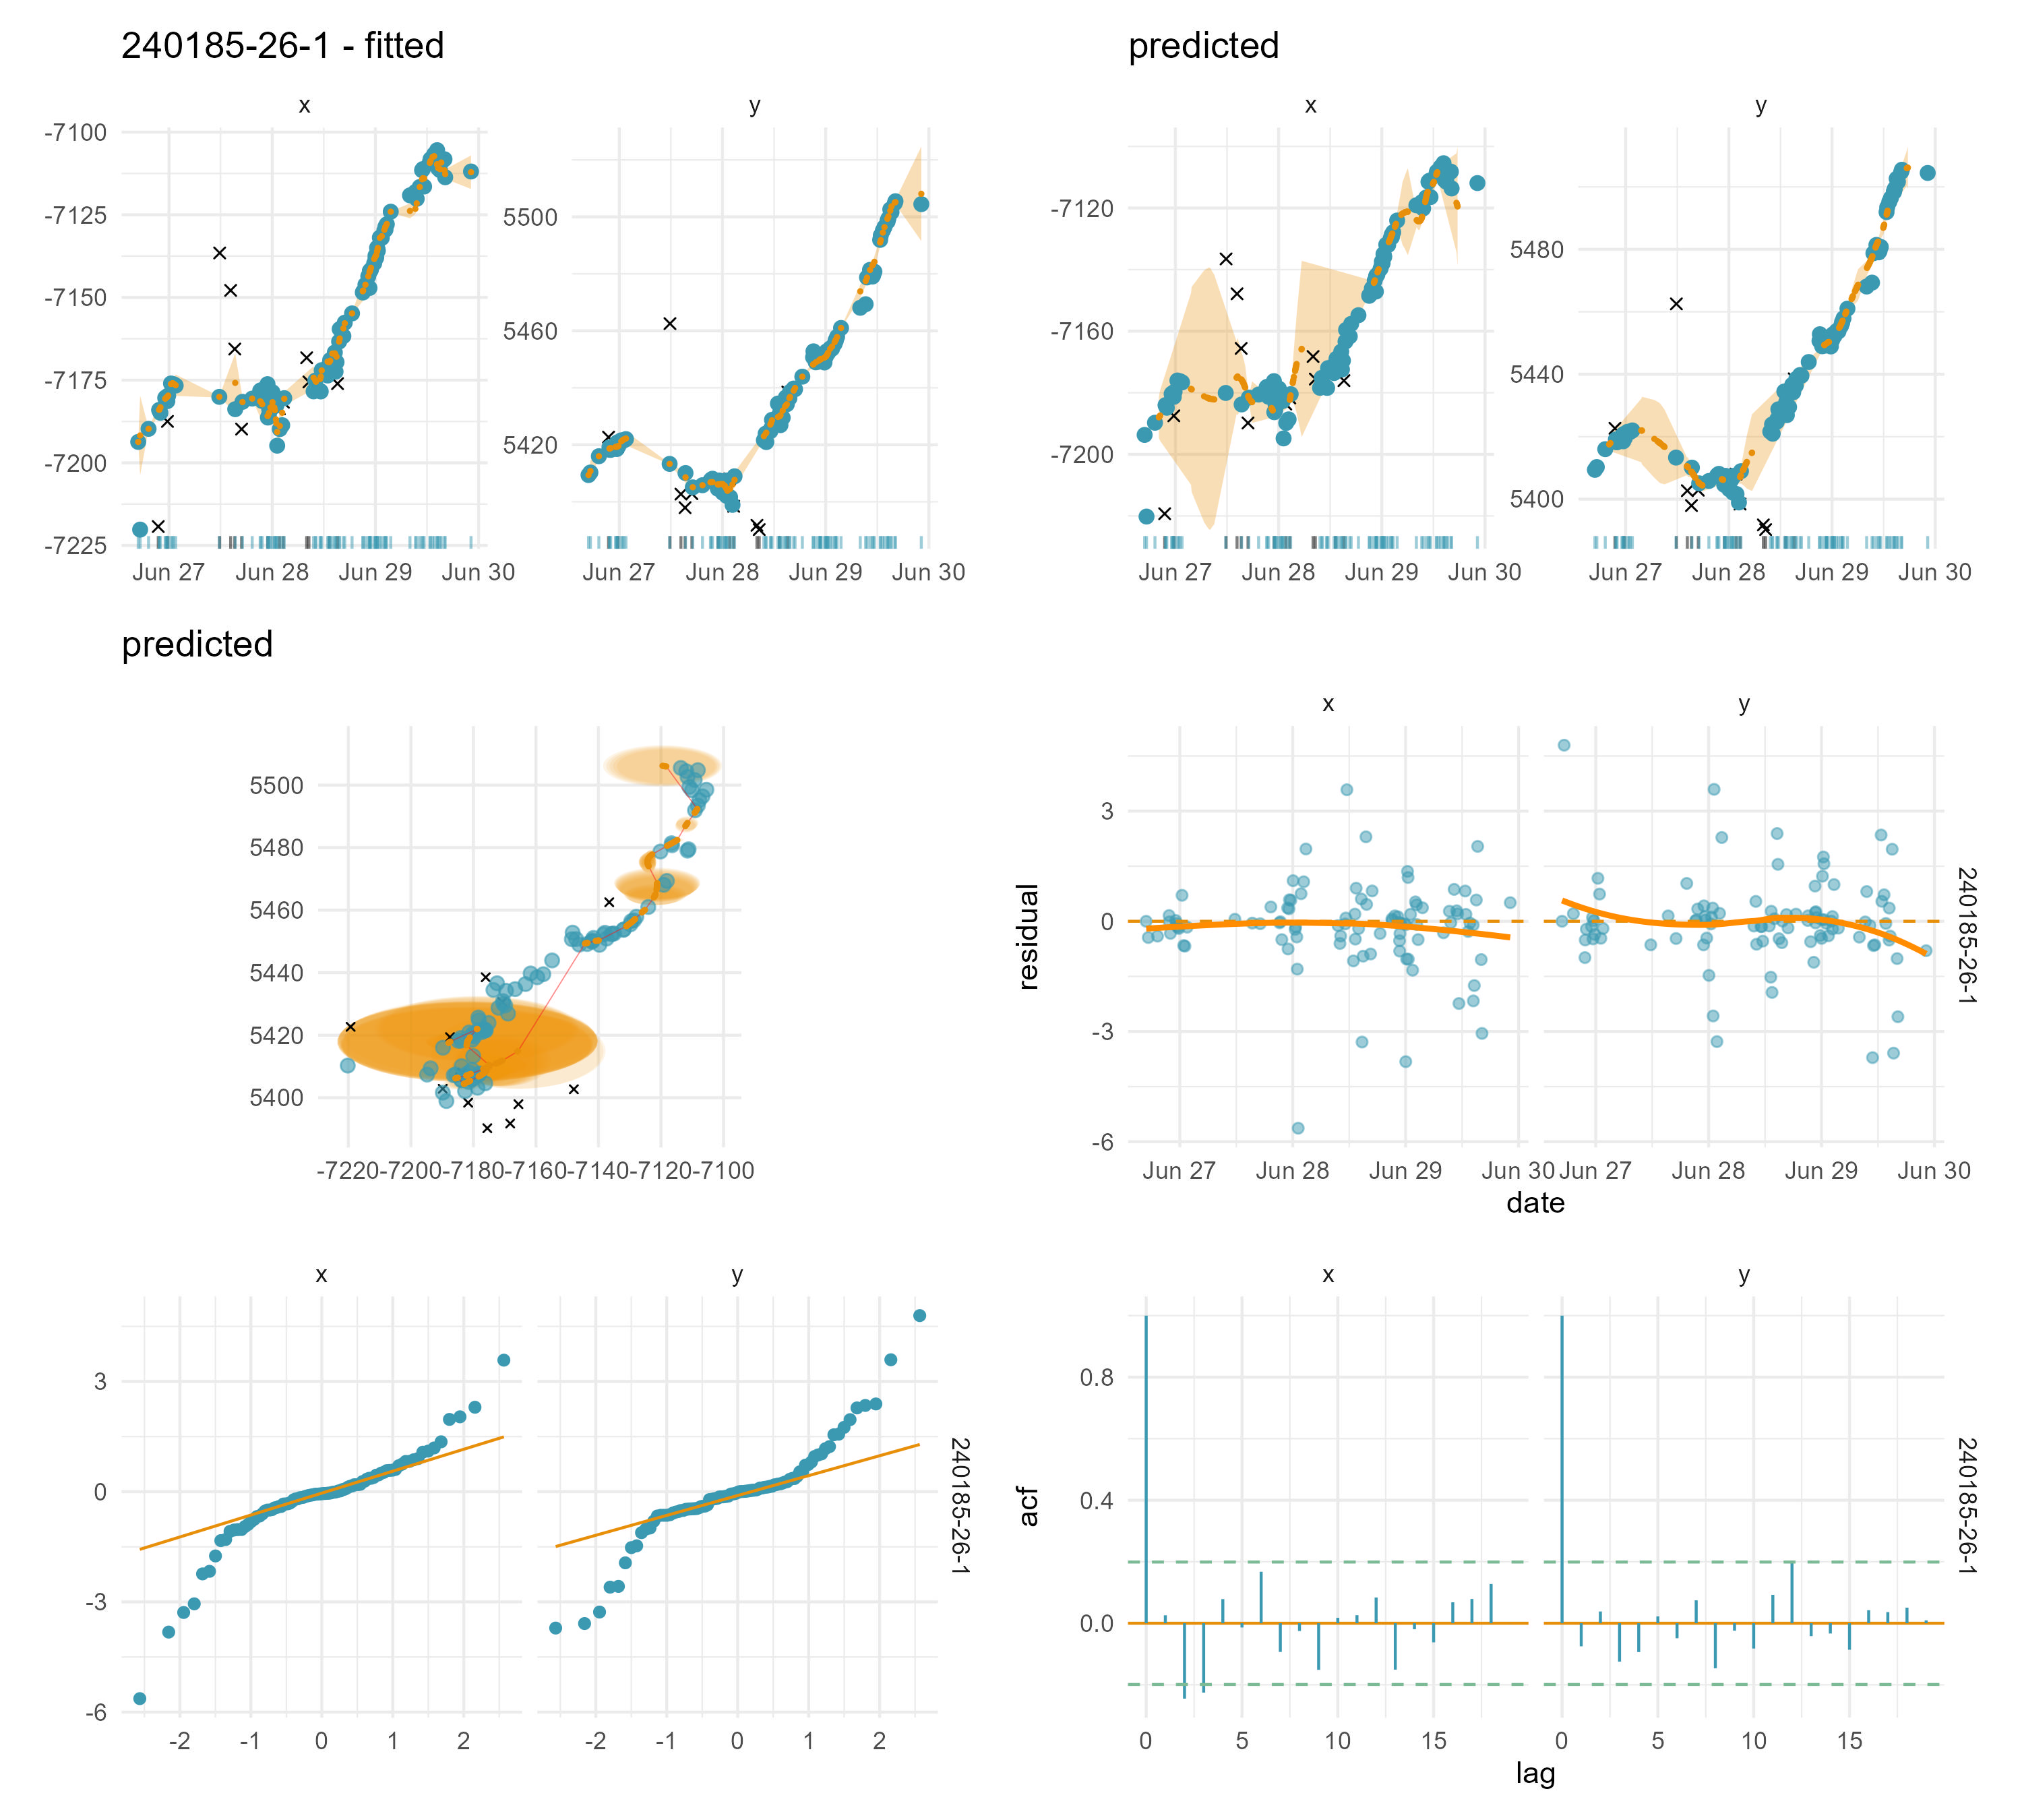 240185-26-1 - fitted
predicted
x
y
x
y
-7100
-7125
-7150
-7175
-7200
-7225
5500
5460
5420
-7120
-7160
-7200
5480
5440
5400
Jun 27 Jun 28 Jun 29 Jun 30
Jun 27 Jun 28 Jun 29 Jun 30
Jun 27 Jun 28 Jun 29 Jun 30
Jun 27 Jun 28 Jun 29 Jun 30
predicted
5500
5480
5460
5440
5420
5400
-7220 -7200 -7180 -7160 -7140 -7120 -7100
x
y
residual
3
0
-3
-6
240185-26-1
Jun 27 Jun 28 Jun 29 Jun 30
Jun 27 Jun 28 Jun 29 Jun 30
date
x
y
3
0
-3
-6
240185-26-1
-2 -1 0 1 2
-2 -1 0 1 2
x
y
acf
0.8
0.4
0.0
240185-26-1
0 5 10 15
0 5 10 15
lag